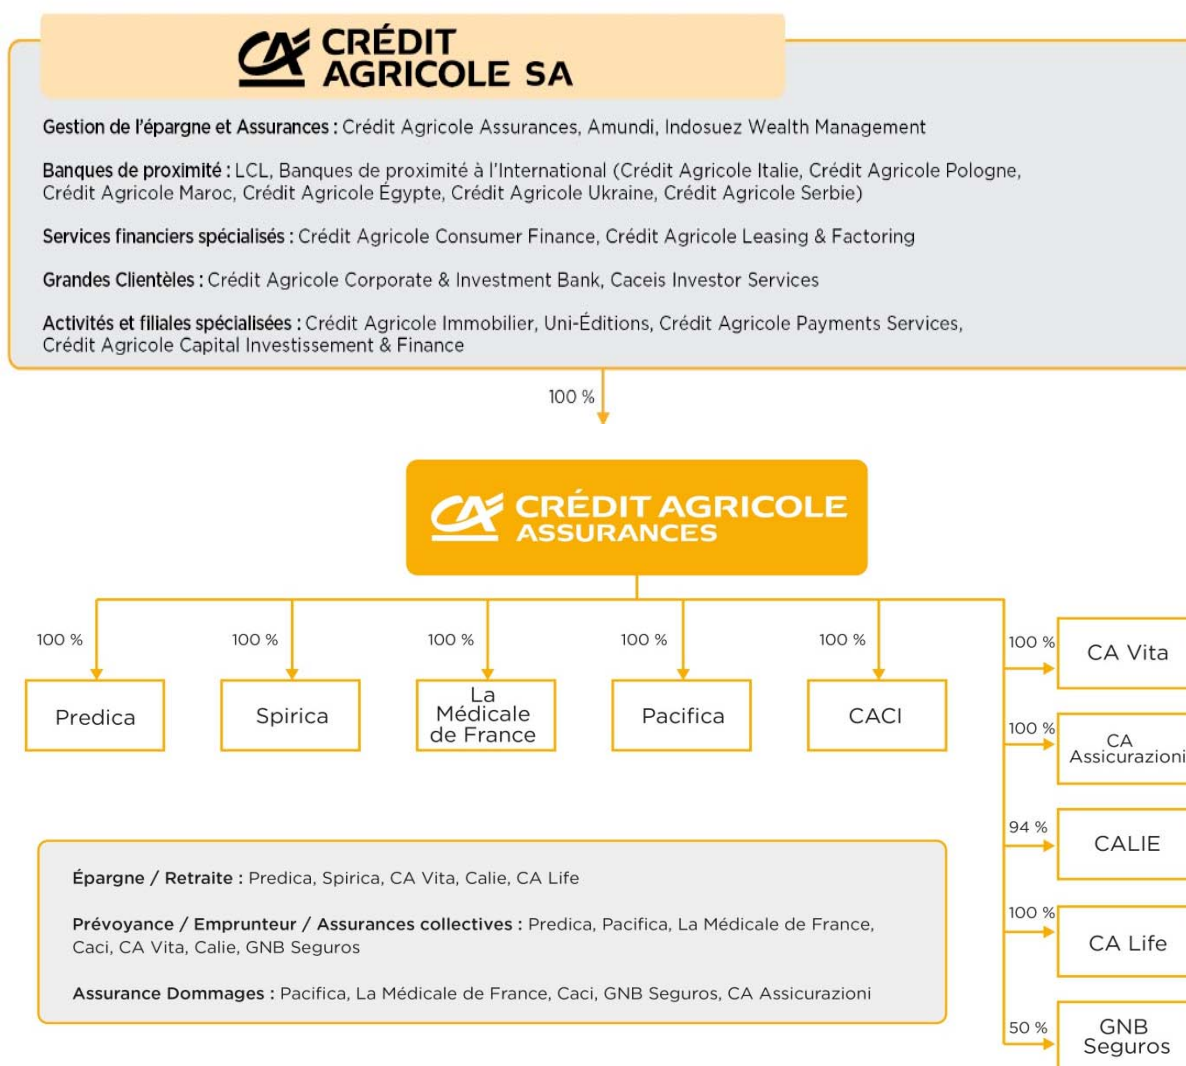 CA CRÉDIT
AGRICOLE SA
Gestion de l'épargne et Assurances : Crédit Agricole Assurances, Amundi, Indosuez Wealth Management
Banques de proximité : LCL, Banques de proximité à l'International (Crédit Agricole Italie, Crédit Agricole Pologne,
Crédit Agricole Maroc, Crédit Agricole Égypte, Crédit Agricole Ukraine, Crédit Agricole Serbie)
Services financiers spécialisés : Crédit Agricole Consumer Finance, Crédit Agricole Leasing & Factoring
Grandes Clientèles : Crédit Agricole Corporate & Investment Bank, Caceis Investor Services
Activités et filiales spécialisées : Crédit Agricole Immobilier, Uni-Éditions, Crédit Agricole Payments Services,
Crédit Agricole Capital Investissement & Finance
100 %
CA CRÉDIT AGRICOLE
ASSURANCES
100 %
Predica
100 %
Spirica
100 %
La
Médicale
de France
100 %
Pacifica
100 %
CACI
100 %
CA Vita
100 %
CA
Assicurazioni
94 %
CALIE
100 %
CA Life
50 %
GNB
Seguros
Épargne / Retraite : Predica, Spirica, CA Vita, Calie, CA Life
Prévoyance / Emprunteur / Assurances collectives : Predica, Pacifica, La Médicale de France,
Caci, CA Vita, Calie, GNB Seguros
Assurance Dommages : Pacifica, La Médicale de France, Caci, GNB Seguros, CA Assicurazioni